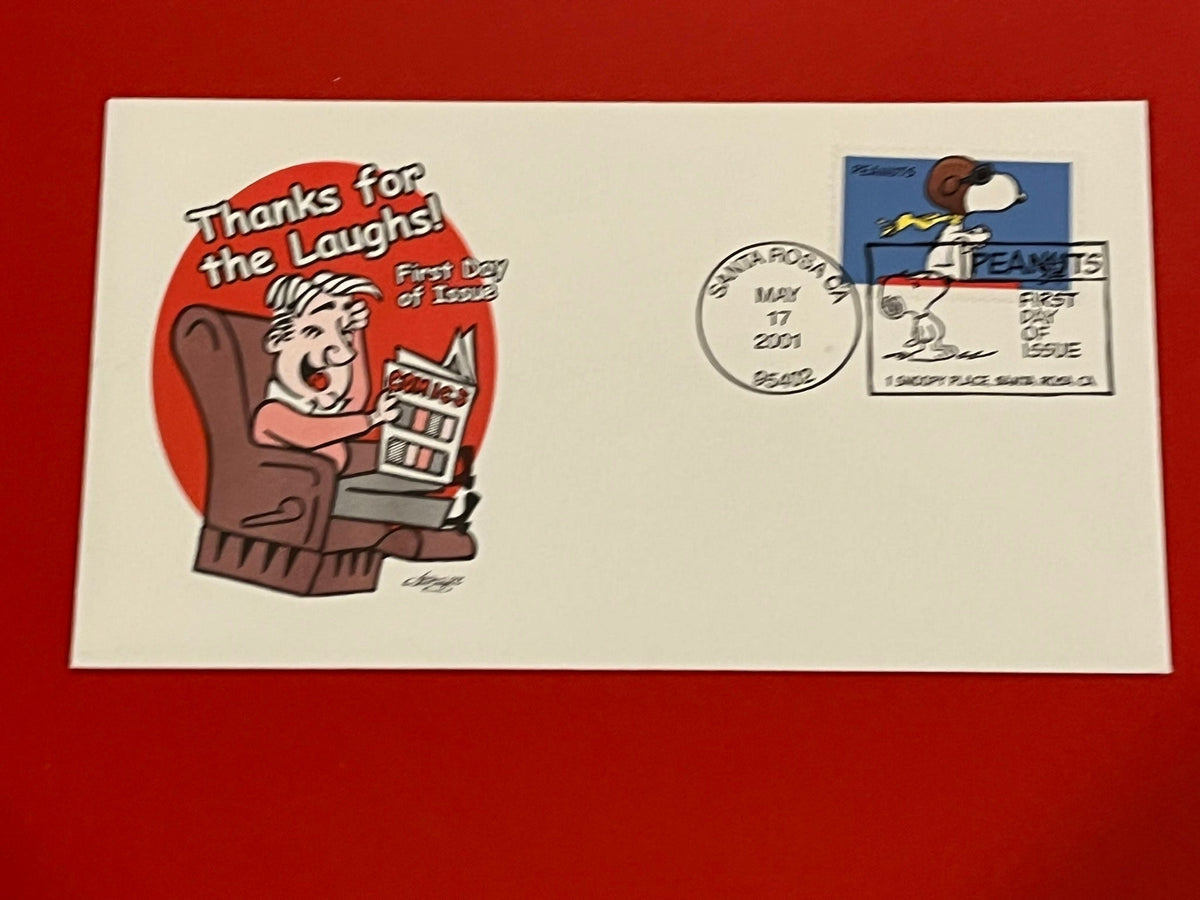 Thanks for
the Laughs!
First Day
of Issue
COMICS
PEANUTS
SANTA ROSA CA
MAY
17
2001
95402
PEANUTS
FIRST
DAY
OF
ISSUE
1 SNOOPY PLACE, SANTA ROSA, CA